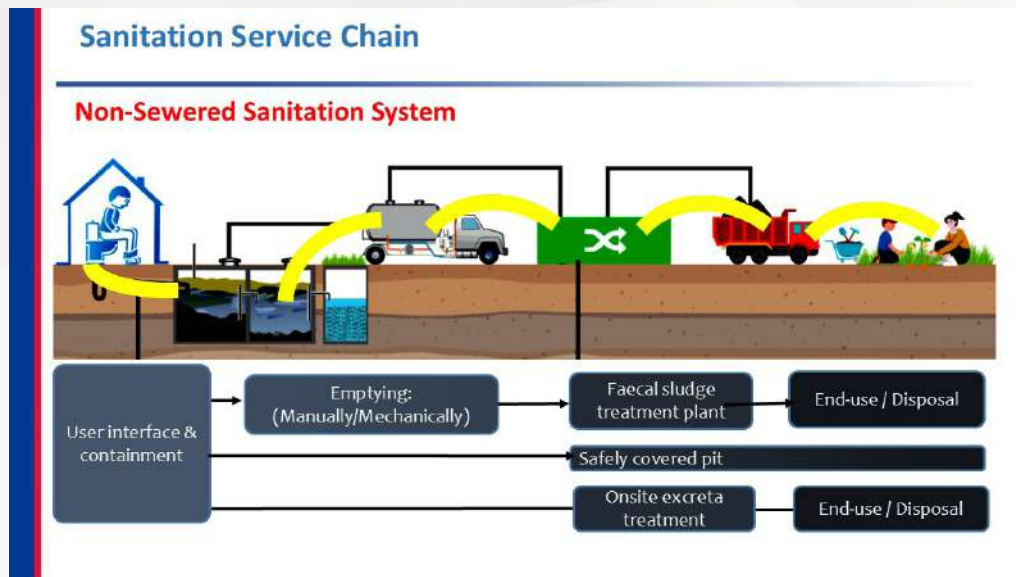 Sanitation Service Chain
Non-Sewered Sanitation System
User interface &
containment
Emptying:
(Manually/Mechanically)
Faecal sludge
treatment plant
End-use / Disposal
Safely covered pit
Onsite excreta
treatment
End-use / Disposal